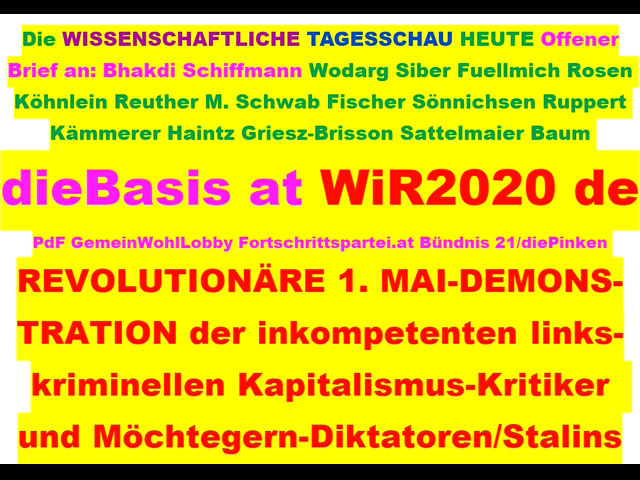 Die WISSENSCHAFTLICHE TAGESSCHAU HEUTE Offener
Brief an: Bhakdi Schiffmann Wodarg Siber Fuellmich Rosen
Köhnlein Reuther M. Schwab Fischer Sönnichsen Ruppert
Kämmerer Haintz Griesz-Brisson Sattelmaier Baum
dieBasis at WiR2020 de
PdF GemeinWohlLobby Fortschrittspartei.at Bündnis 21/diePinken
REVOLUTIONÄRE 1. MAI-DEMONS-
TRATION der inkompetenten links-
kriminellen Kapitalismus-Kritiker
und Möchtegern-Diktatoren/Stalins